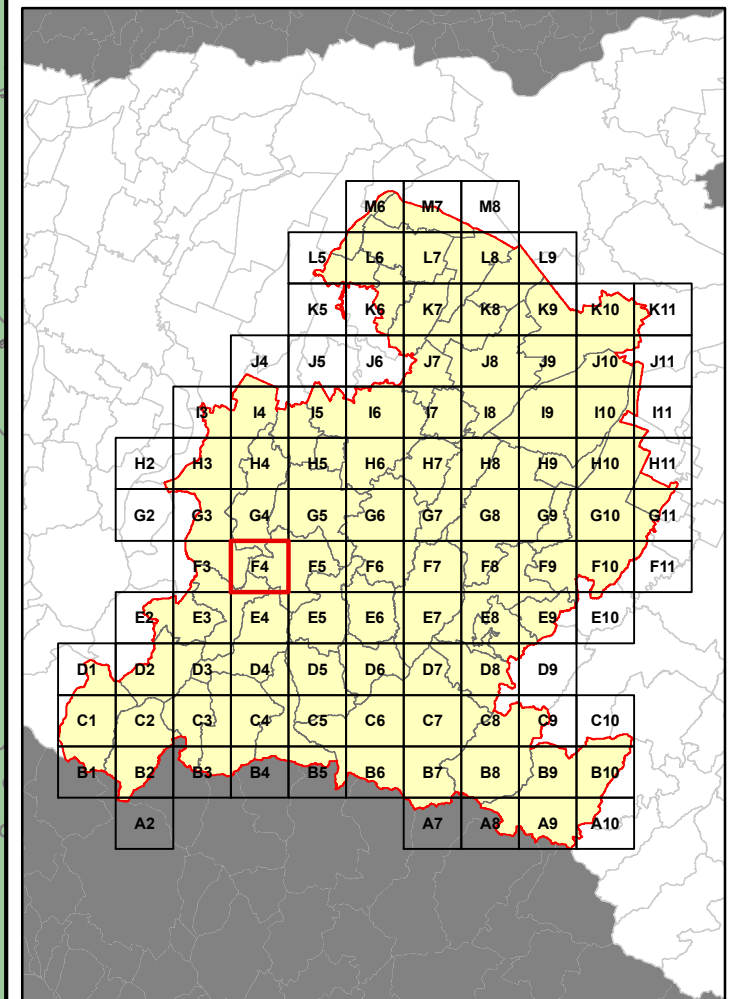 M6 M7 M8
L5 L6 L7 L8 L9
K5 K6 K7 K8 K9 K10 K11
J4 J5 J6 J7 J8 J9 J10 J11
I3 I4 I5 I6 I7 I8 I9 I10 I11
H2 H3 H4 H5 H6 H7 H8 H9 H10 H11
G2 G3 G4 G5 G6 G7 G8 G9 G10 G11
F3 F4 F5 F6 F7 F8 F9 F10 F11
E2 E3 E4 E5 E6 E7 E8 E9 E10
D1 D2 D3 D4 D5 D6 D7 D8 D9
C1 C2 C3 C4 C5 C6 C7 C8 C9 C10
B1 B2 B3 B4 B5 B6 B7 B8 B9 B10
A2 A7 A8 A9 A10